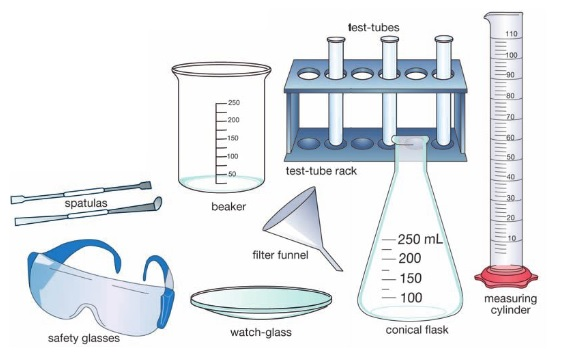 test-tubes
110
100
90
80
70
60
50
40
30
20
10
250
200
150
100
50
test-tube rack
spatulas
beaker
filter funnel
250 mL
200
150
100
safety glasses
watch-glass
conical flask
measuring
cylinder